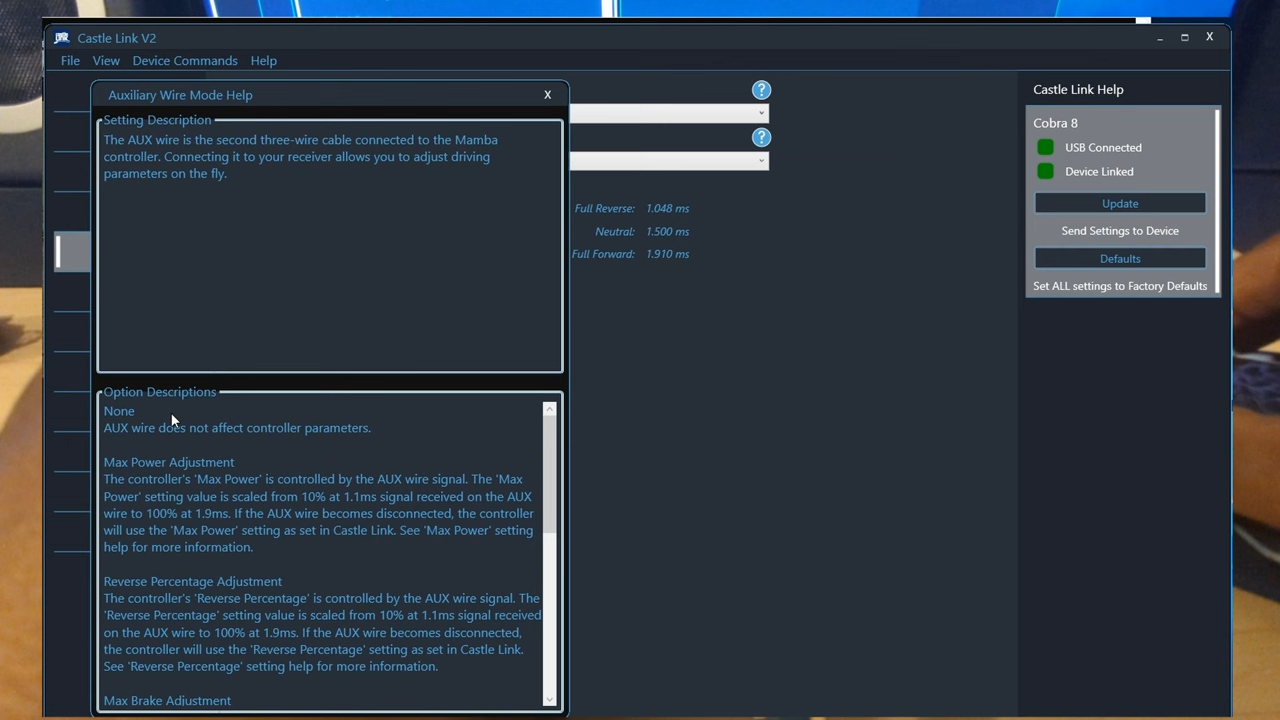 Castle Link V2
File View Device Commands Help
Auxiliary Wire Mode Help X
Setting Description
The AUX wire is the second three-wire cable connected to the Mamba
controller. Connecting it to your receiver allows you to adjust driving
parameters on the fly.
Option Descriptions
None
AUX wire does not affect controller parameters.
Max Power Adjustment
The controller's 'Max Power' is controlled by the AUX wire signal. The 'Max
Power' setting value is scaled from 10% at 1.1ms signal received on the AUX
wire to 100% at 1.9ms. If the AUX wire becomes disconnected, the controller
will use the 'Max Power' setting as set in Castle Link. See 'Max Power' setting
help for more information.
Reverse Percentage Adjustment
The controller's 'Reverse Percentage' is controlled by the AUX wire signal. The
'Reverse Percentage' setting value is scaled from 10% at 1.1ms signal received
on the AUX wire to 100% at 1.9ms. If the AUX wire becomes disconnected,
the controller will use the 'Reverse Percentage' setting as set in Castle Link.
See 'Reverse Percentage' setting help for more information.
Max Brake Adjustment
?
?
Full Reverse: 1.048 ms
Neutral: 1.500 ms
Full Forward: 1.910 ms
Castle Link Help
Cobra 8
USB Connected
Device Linked
Update
Send Settings to Device
Defaults
Set ALL settings to Factory Defaults